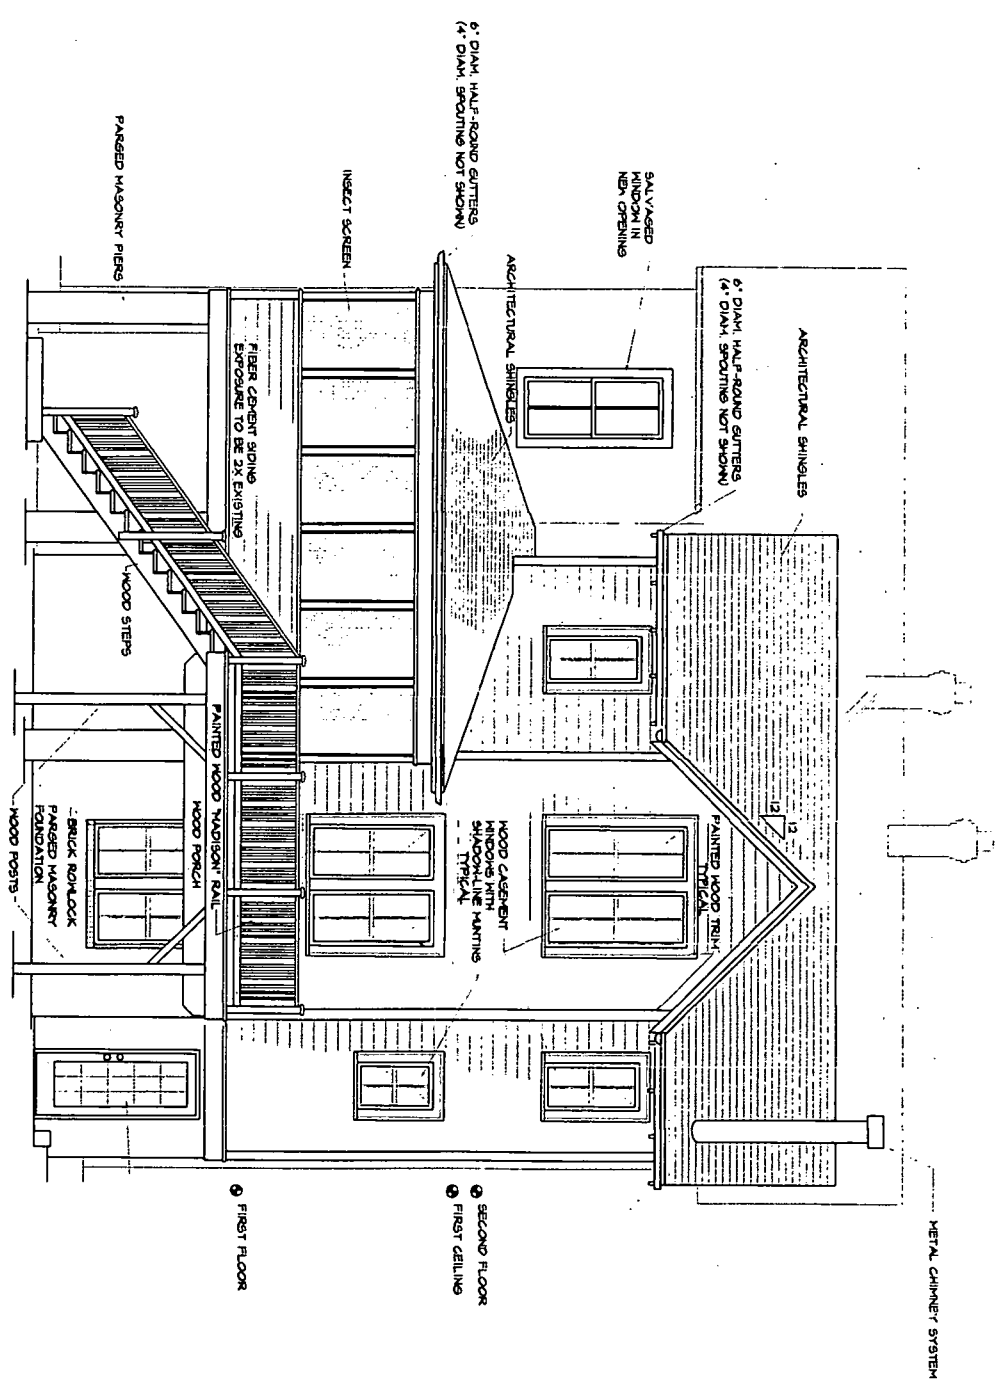 METAL CHIMNEY SYSTEM
ARCHITECTURAL SHINGLES
6" DIAM. HALF-ROUND GUTTERS
(4" DIAM. SPOUTING NOT SHOWN)
12
12
PAINTED WOOD TRIM
TYPICAL
SALVAGED
WINDOW IN
NEW OPENING
ARCHITECTURAL SHINGLES
6" DIAM. HALF-ROUND GUTTERS
(4" DIAM. SPOUTING NOT SHOWN)
WOOD CASEMENT
WINDOWS WITH
SHADOW-LINE MUNTINS
TYPICAL
SECOND FLOOR
FIRST CEILING
INSECT SCREEN
FIBER CEMENT SIDING
EXPOSURE TO BE 2X EXISTING
FIRST FLOOR
PAINTED WOOD "MADISON" RAIL
WOOD PORCH
PARGED MASONRY PIERS
WOOD STEPS
BRICK ROWLOCK
PARGED MASONRY
FOUNDATION
WOOD POSTS